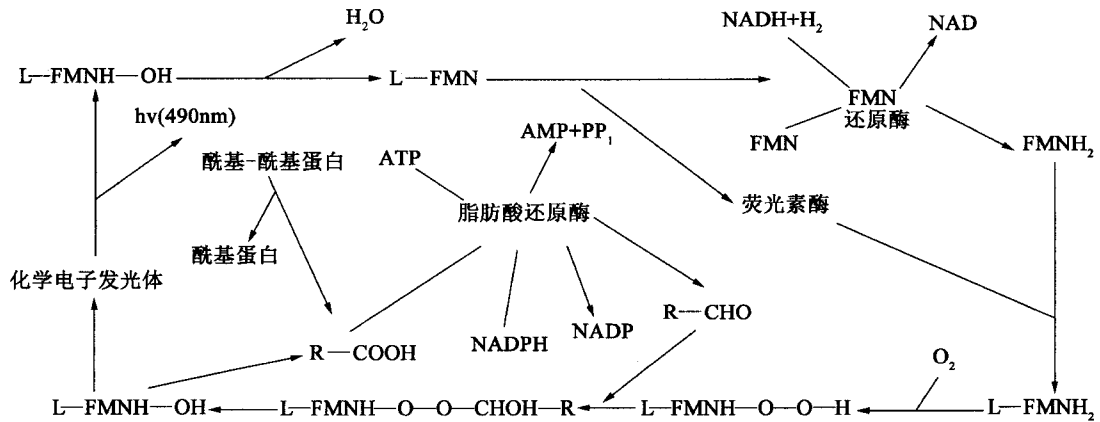 H₂O
NADH+H₂
NAD
L—FMNH—OH
L—FMN
FMN
还原酶
FMN
FMNH₂
hν(490nm)
AMP+PP₁
酰基-酰基蛋白
ATP
脂肪酸还原酶
荧光素酶
酰基蛋白
化学电子发光体
R—CHO
NADP
NADPH
R—COOH
O₂
L—FMNH—OH
L—FMNH—O—O—CHOH—R
L—FMNH—O—O—H
L—FMNH₂